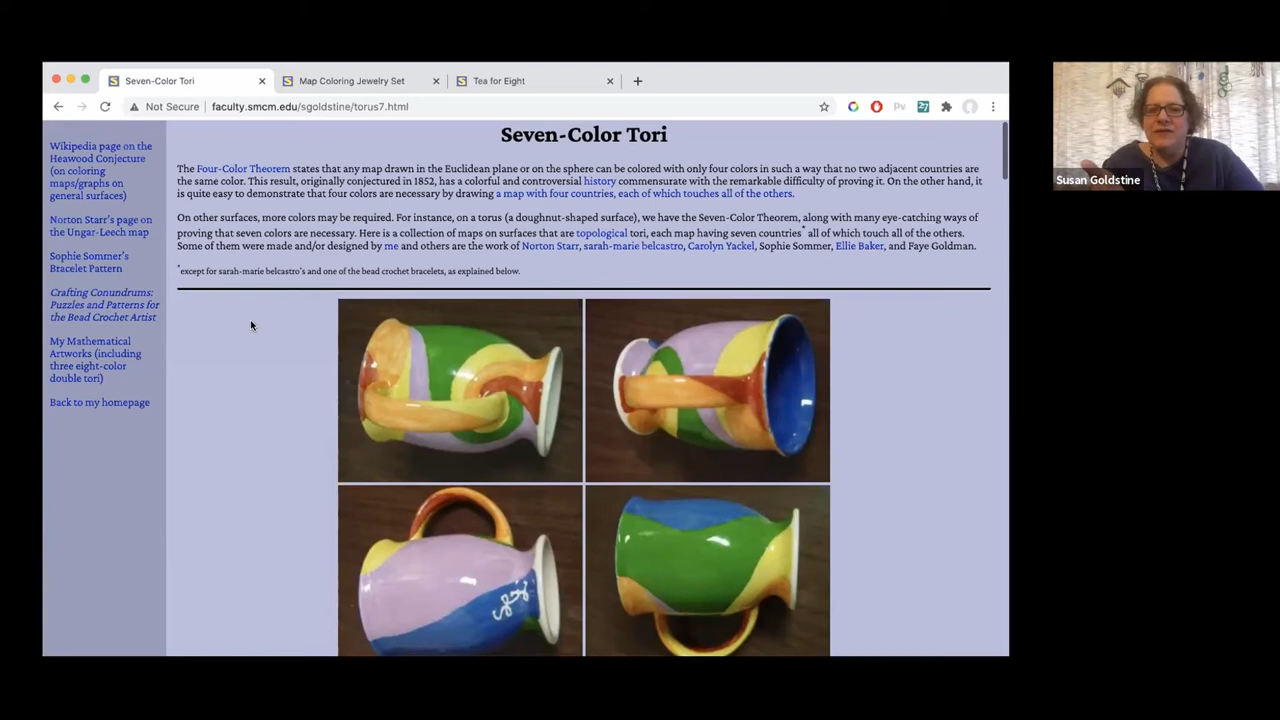 Seven-Color Tori
Map Coloring Jewelry Set
Tea for Eight
Not Secure
faculty.smcm.edu/sgoldstine/torus7.html
Wikipedia page on the
Heawood Conjecture
(on coloring
maps/graphs on
general surfaces)
Norton Starr's page on
the Ungar-Leech map
Sophie Sommer's
Bracelet Pattern
Crafting Conundrums:
Puzzles and Patterns for
the Bead Crochet Artist
My Mathematical
Artworks (including
three eight-color
double tori)
Back to my homepage
Seven-Color Tori
The Four-Color Theorem states that any map drawn in the Euclidean plane or on the sphere can be colored with only four colors in such a way that no two adjacent countries are
the same color. This result, originally conjectured in 1852, has a colorful and controversial history commensurate with the remarkable difficulty of proving it. On the other hand, it
is quite easy to demonstrate that four colors are necessary by drawing a map with four countries, each of which touches all of the others.
On other surfaces, more colors may be required. For instance, on a torus (a doughnut-shaped surface), we have the Seven-Color Theorem, along with many eye-catching ways of
proving that seven colors are necessary. Here is a collection of maps on surfaces that are topological tori, each map having seven countries* all of which touch all of the others.
Some of them were made and/or designed by me and others are the work of Norton Starr, sarah-marie belcastro, Carolyn Yackel, Sophie Sommer, Ellie Baker, and Faye Goldman.
*except for sarah-marie belcastro's and one of the bead crochet bracelets, as explained below.
Susan Goldstine